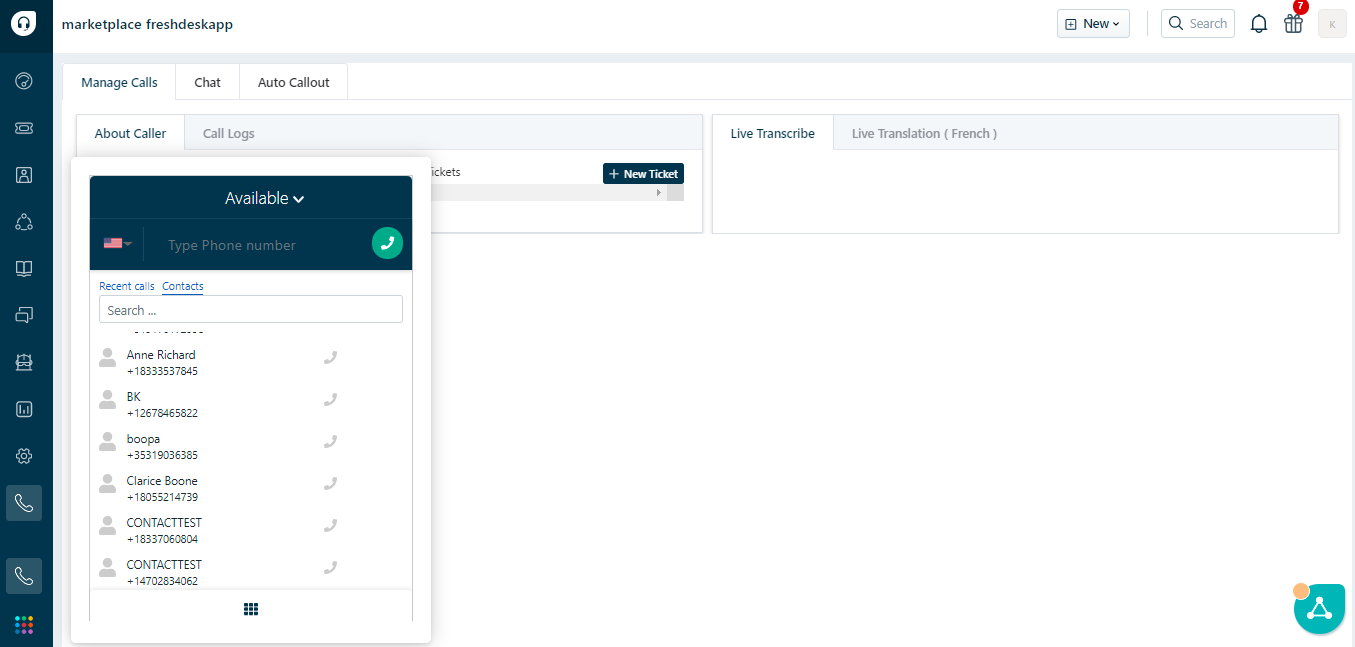 marketplace freshdeskapp
New
Search
7
K
Manage Calls
Chat
Auto Callout
About Caller
Call Logs
Live Transcribe
Live Translation ( French )
New Ticket
Available
Type Phone number
Recent calls
Contacts
Search ...
Anne Richard
+18333537845
BK
+12678465822
boopa
+35319036385
Clarice Boone
+18055214739
CONTACTTEST
+18337060804
CONTACTTEST
+14702834062